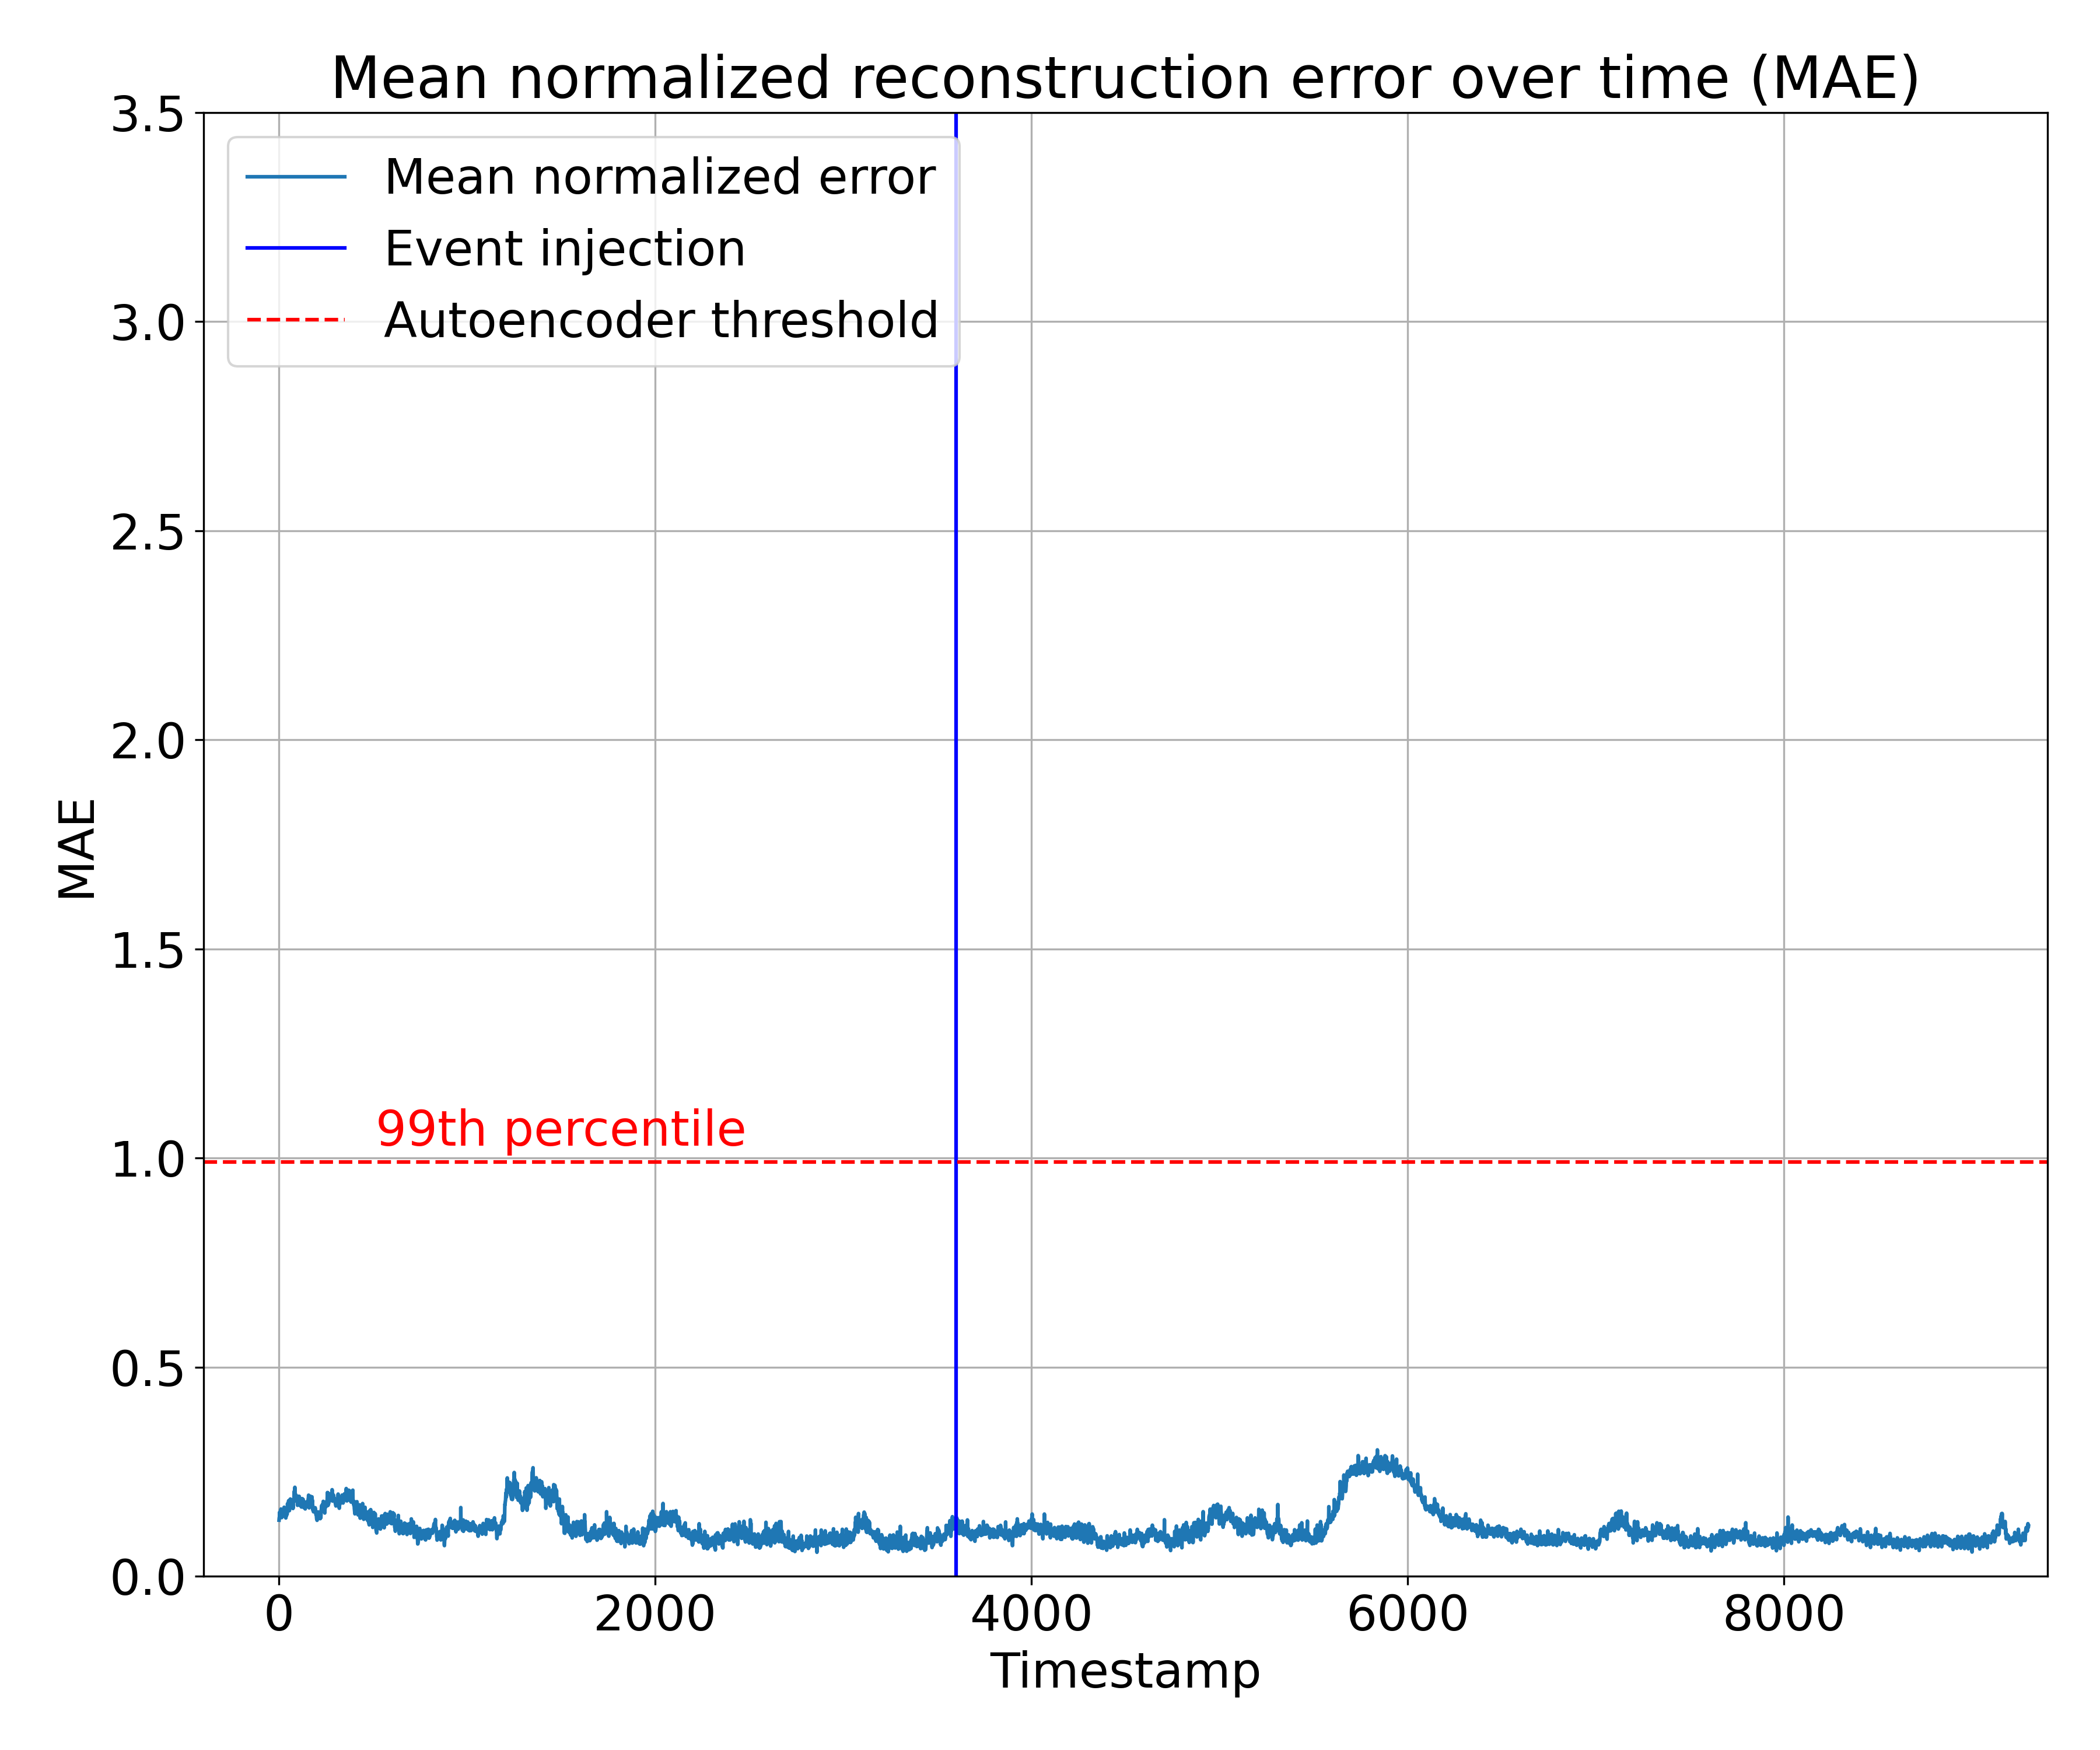 Mean normalized reconstruction error over time (MAE)
3.5
Mean normalized error
Event injection
Autoencoder threshold
3.0
2.5
2.0
MAE
1.5
99th percentile
1.0
0.5
0.0
0 2000 4000 6000 8000
Timestamp